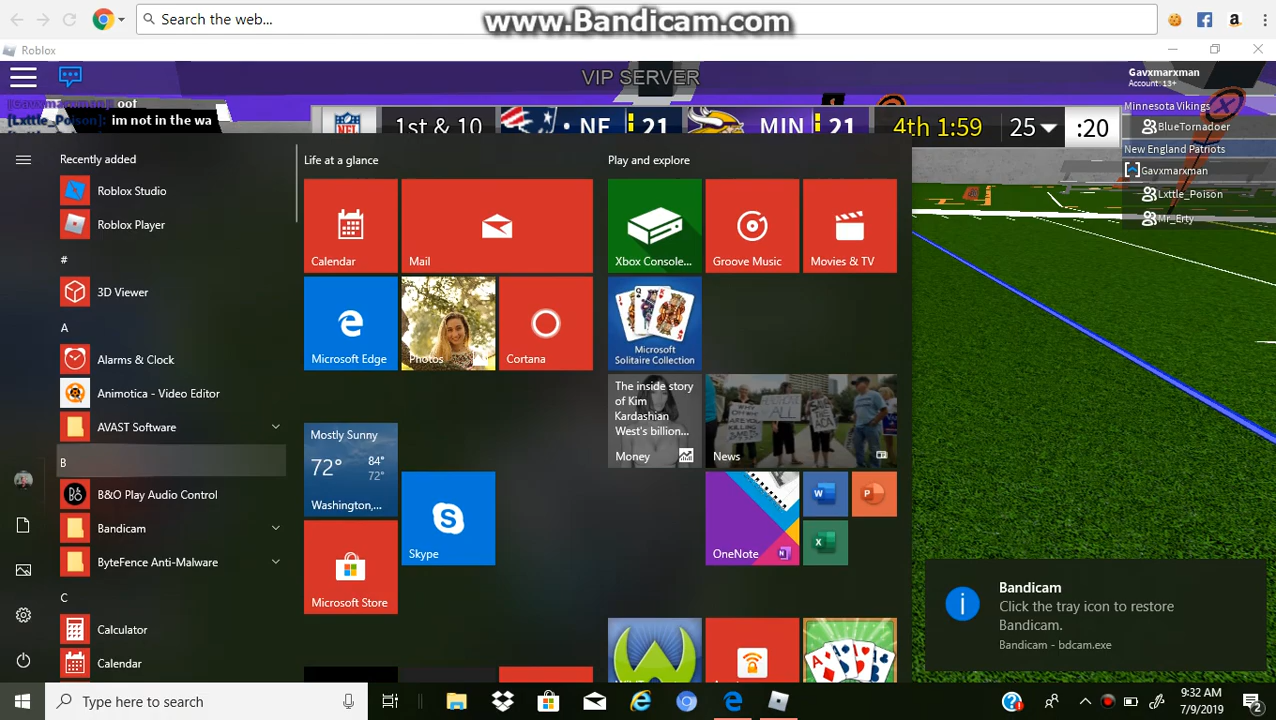 Search the web...
www.Bandicam.com
Roblox
VIP SERVER
Gavxmarxman
Account: 13+
[Gavxmarxman]: oot
[Lxttle_Poison]: im not in the wa
NFL
1st & 10
NE
21
MIN
21
4th 1:59
25
:20
Minnesota Vikings
BlueTornadoer
New England Patriots
Gavxmarxman
Lxttle_Poison
Mr_Erty
Recently added
Roblox Studio
Roblox Player
#
3D Viewer
A
Alarms & Clock
Animotica - Video Editor
AVAST Software
B
B&O Play Audio Control
Bandicam
ByteFence Anti-Malware
C
Calculator
Calendar
Life at a glance
Calendar
Mail
Microsoft Edge
Photos
Cortana
Mostly Sunny
72°
84°
72°
Washington,...
Skype
Microsoft Store
Play and explore
Xbox Console...
Groove Music
Movies & TV
Microsoft
Solitaire Collection
The inside story
of Kim
Kardashian
West's billion...
Money
News
OneNote
Bandicam
Click the tray icon to restore
Bandicam.
Bandicam - bdcam.exe
Type here to search
9:32 AM
7/9/2019
2